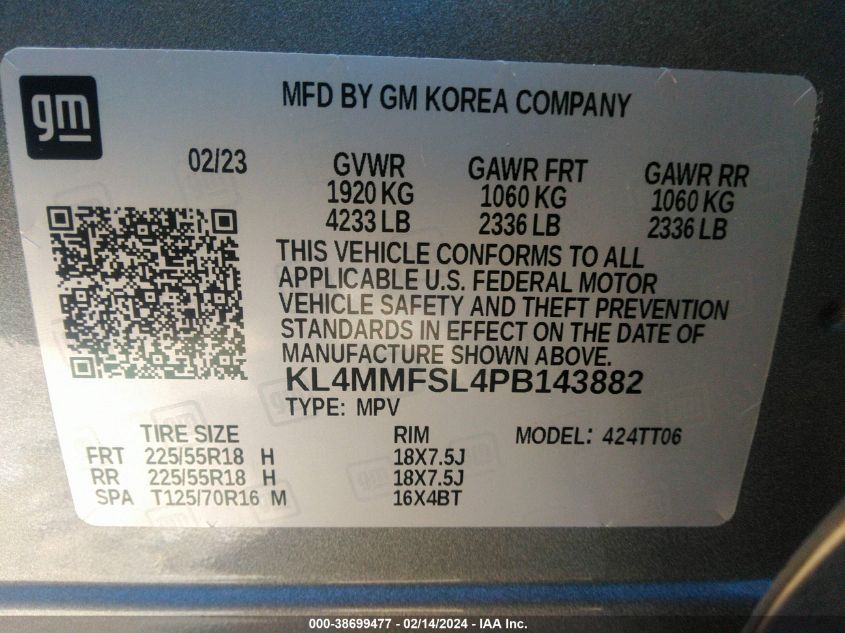 gm
MFD BY GM KOREA COMPANY
02/23 GVWR GAWR FRT GAWR RR
1920 KG 1060 KG 1060 KG
4233 LB 2336 LB 2336 LB
THIS VEHICLE CONFORMS TO ALL
APPLICABLE U.S. FEDERAL MOTOR
VEHICLE SAFETY AND THEFT PREVENTION
STANDARDS IN EFFECT ON THE DATE OF
MANUFACTURE SHOWN ABOVE.
KL4MMFSL4PB143882
TYPE: MPV
TIRE SIZE RIM MODEL: 424TT06
FRT 225/55R18 H 18X7.5J
RR 225/55R18 H 18X7.5J
SPA T125/70R16 M 16X4BT
000-38699477 - 02/14/2024 - IAA Inc.